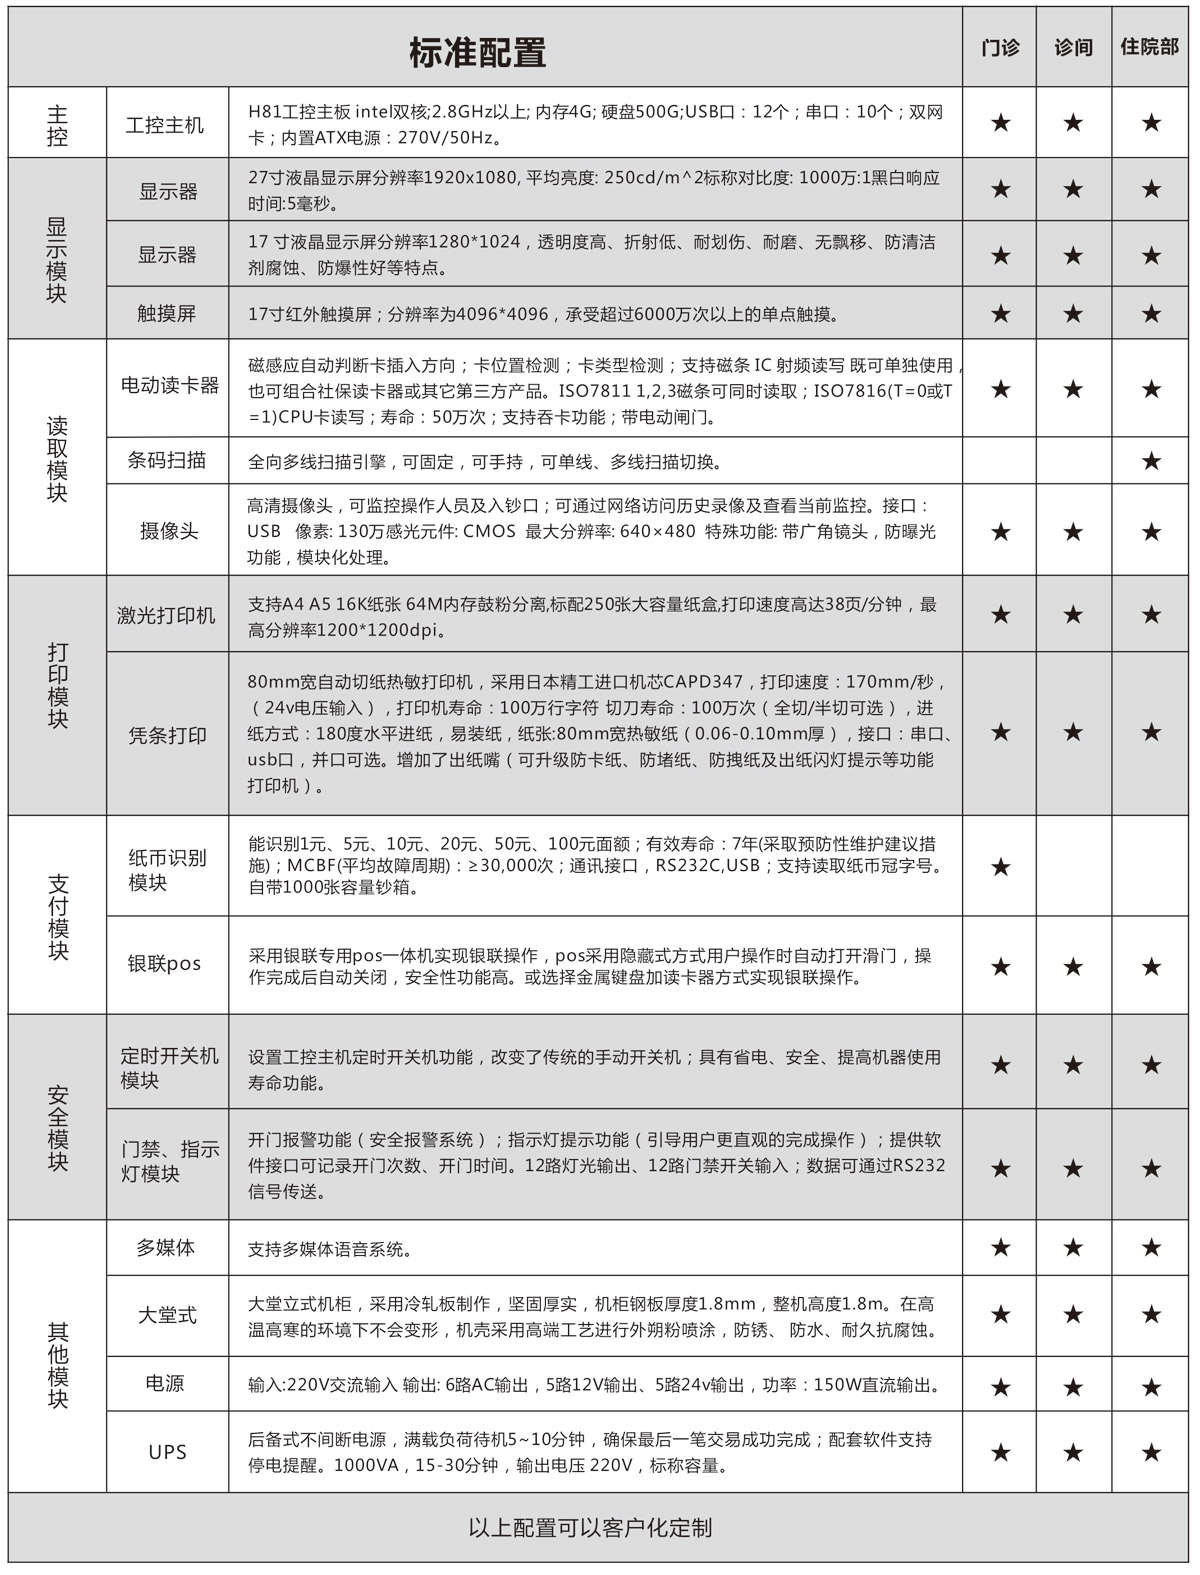 标准配置 门诊 诊间 住院部
主控
工控主机
H81工控主板 intel双核;2.8GHz以上; 内存4G; 硬盘500G;USB口：12个；串口：10个；双网
卡；内置ATX电源：270V/50Hz。
★ ★ ★
显示模块
显示器
27寸液晶显示屏分辨率1920x1080, 平均亮度: 250cd/m^2标称对比度: 1000万:1黑白响应
时间:5毫秒。
★ ★ ★
显示器
17 寸液晶显示屏分辨率1280*1024，透明度高、折射低、耐划伤、耐磨、无飘移、防清洁
剂腐蚀、防爆性好等特点。
★ ★ ★
触摸屏
17寸红外触摸屏；分辨率为4096*4096，承受超过6000万次以上的单点触摸。
★ ★ ★
读取模块
电动读卡器
磁感应自动判断卡插入方向；卡位置检测；卡类型检测；支持磁条 IC 射频读写 既可单独使用，
也可组合社保读卡器或其它第三方产品。ISO7811 1,2,3磁条可同时读取；ISO7816(T=0或T
=1)CPU卡读写；寿命：50万次；支持吞卡功能；带电动闸门。
★ ★ ★
条码扫描
全向多线扫描引擎，可固定，可手持，可单线、多线扫描切换。
★
摄像头
高清摄像头，可监控操作人员及入钞口；可通过网络访问历史录像及查看当前监控。接口：
USB 像素: 130万感光元件: CMOS 最大分辨率: 640×480 特殊功能: 带广角镜头，防曝光
功能，模块化处理。
★ ★ ★
打印模块
激光打印机
支持A4 A5 16K纸张 64M内存鼓粉分离,标配250张大容量纸盒,打印速度高达38页/分钟，最
高分辨率1200*1200dpi。
★ ★ ★
凭条打印
80mm宽自动切纸热敏打印机，采用日本精工进口机芯CAPD347，打印速度：170mm/秒，
（24v电压输入），打印机寿命：100万行字符 切刀寿命：100万次（全切/半切可选），进
纸方式：180度水平进纸，易装纸，纸张:80mm宽热敏纸（0.06-0.10mm厚），接口：串口、
usb口，并口可选。增加了出纸嘴（可升级防卡纸、防堵纸、防拽纸及出纸闪灯提示等功能
打印机）。
★ ★ ★
支付模块
纸币识别
模块
能识别1元、5元、10元、20元、50元、100元面额；有效寿命：7年(采取预防性维护建议措
施)；MCBF(平均故障周期)：≥30,000次；通讯接口，RS232C,USB；支持读取纸币冠字号。
自带1000张容量钞箱。
★
银联pos
采用银联专用pos一体机实现银联操作，pos采用隐藏式方式用户操作时自动打开滑门，操
作完成后自动关闭，安全性功能高。或选择金属键盘加读卡器方式实现银联操作。
★ ★ ★
安全模块
定时开关机
模块
设置工控主机定时开关机功能，改变了传统的手动开关机；具有省电、安全、提高机器使用
寿命功能。
★ ★ ★
门禁、指示
灯模块
开门报警功能（安全报警系统）；指示灯提示功能（引导用户更直观的完成操作）；提供软
件接口可记录开门次数、开门时间。12路灯光输出、12路门禁开关输入；数据可通过RS232
信号传送。
★ ★ ★
其他模块
多媒体
支持多媒体语音系统。
★ ★ ★
大堂式
大堂立式机柜，采用冷轧板制作，坚固厚实，机柜钢板厚度1.8mm，整机高度1.8m。在高
温高寒的环境下不会变形，机壳采用高端工艺进行外朔粉喷涂，防锈、 防水、耐久抗腐蚀。
★ ★ ★
电源
输入:220V交流输入 输出: 6路AC输出，5路12V输出、5路24v输出，功率：150W直流输出。
★ ★ ★
UPS
后备式不间断电源，满载负荷待机5~10分钟，确保最后一笔交易成功完成；配套软件支持
停电提醒。1000VA，15-30分钟，输出电压 220V，标称容量。
★ ★ ★
以上配置可以客户化定制